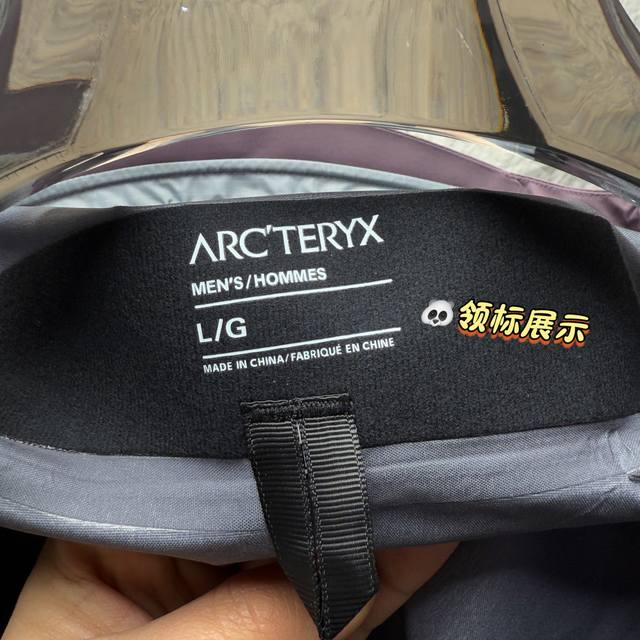 ARC'TERYX
MEN'S/HOMMES
L/G
领标展示
MADE IN CHINA/FABRIQUÉ EN CHINE